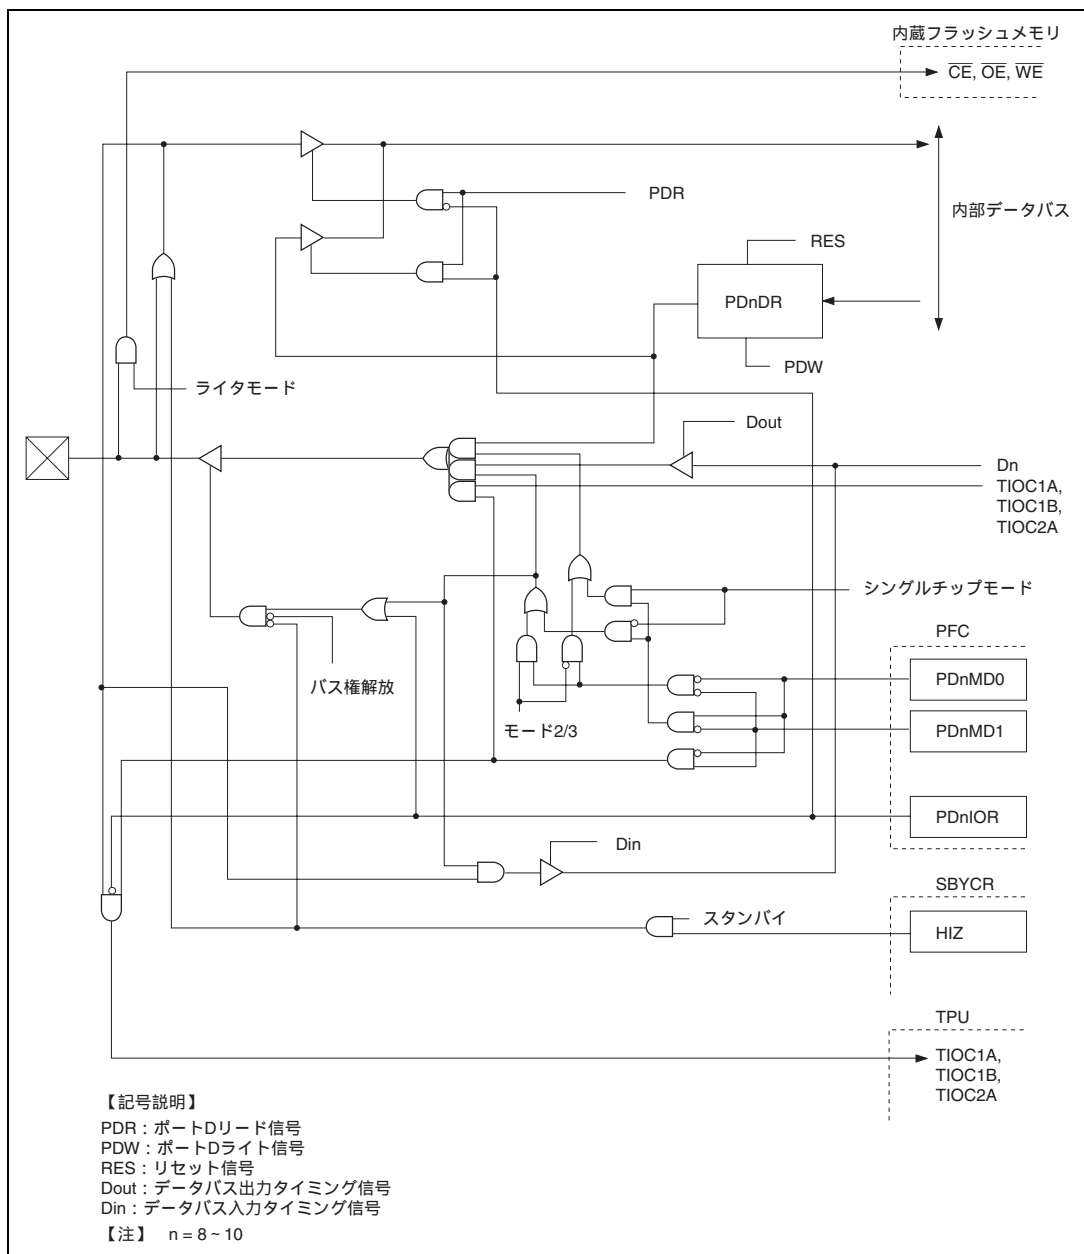 内蔵フラッシュメモリ
CE, OE, WE
PDR
内部データバス
RES
PDnDR
PDW
ライタモード
Dout
Dn
TIOC1A,
TIOC1B,
TIOC2A
シングルチップモード
PFC
PDnMD0
バス権解放
モード2/3
PDnMD1
PDnIOR
Din
SBYCR
スタンバイ
HIZ
TPU
TIOC1A,
TIOC1B,
TIOC2A
【記号説明】
PDR:ポートDリード信号
PDW:ポートDライト信号
RES:リセット信号
Dout:データバス出力タイミング信号
Din:データバス入力タイミング信号
【注】 n = 8 ~ 10